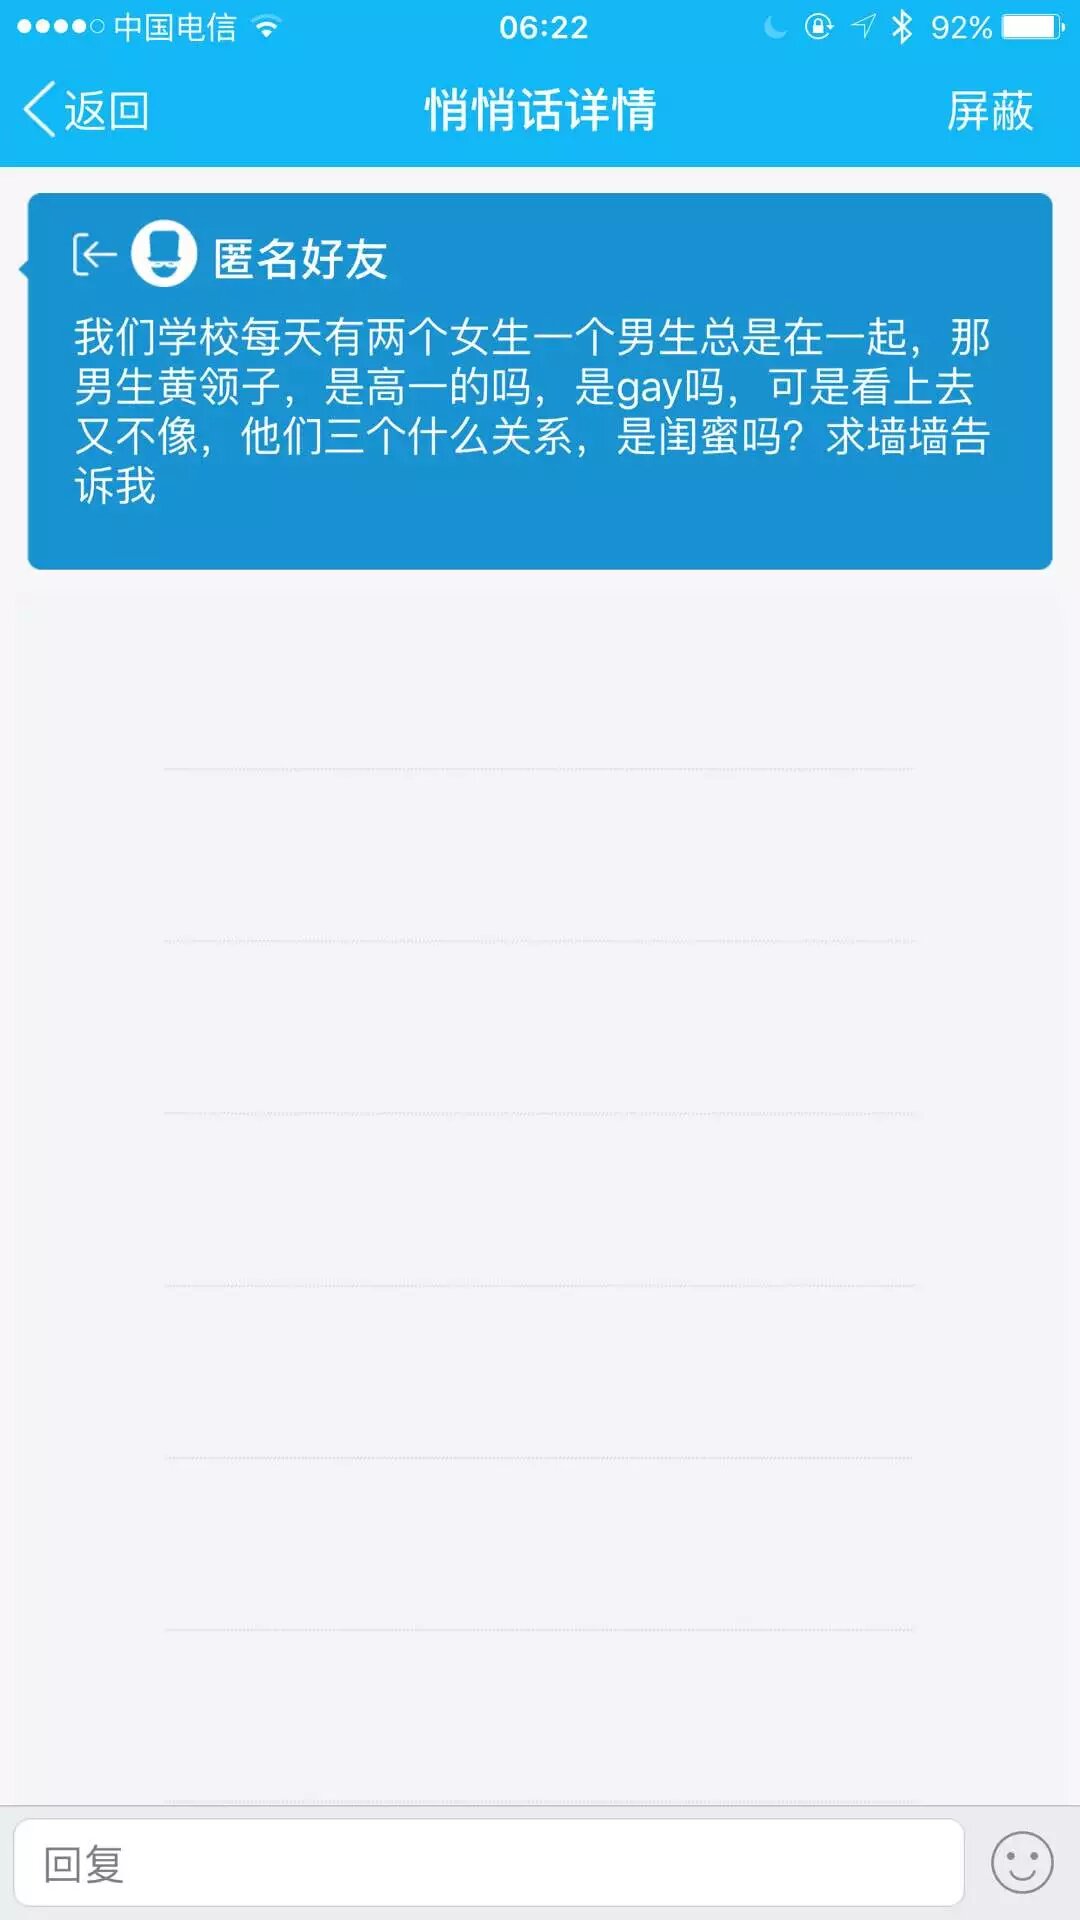 中国电信 06:22 92%
返回 悄悄话详情 屏蔽
匿名好友
我们学校每天有两个女生一个男生总是在一起，那
男生黄领子，是高一的吗，是gay吗，可是看上去
又不像，他们三个什么关系，是闺蜜吗？求墙墙告
诉我
回复